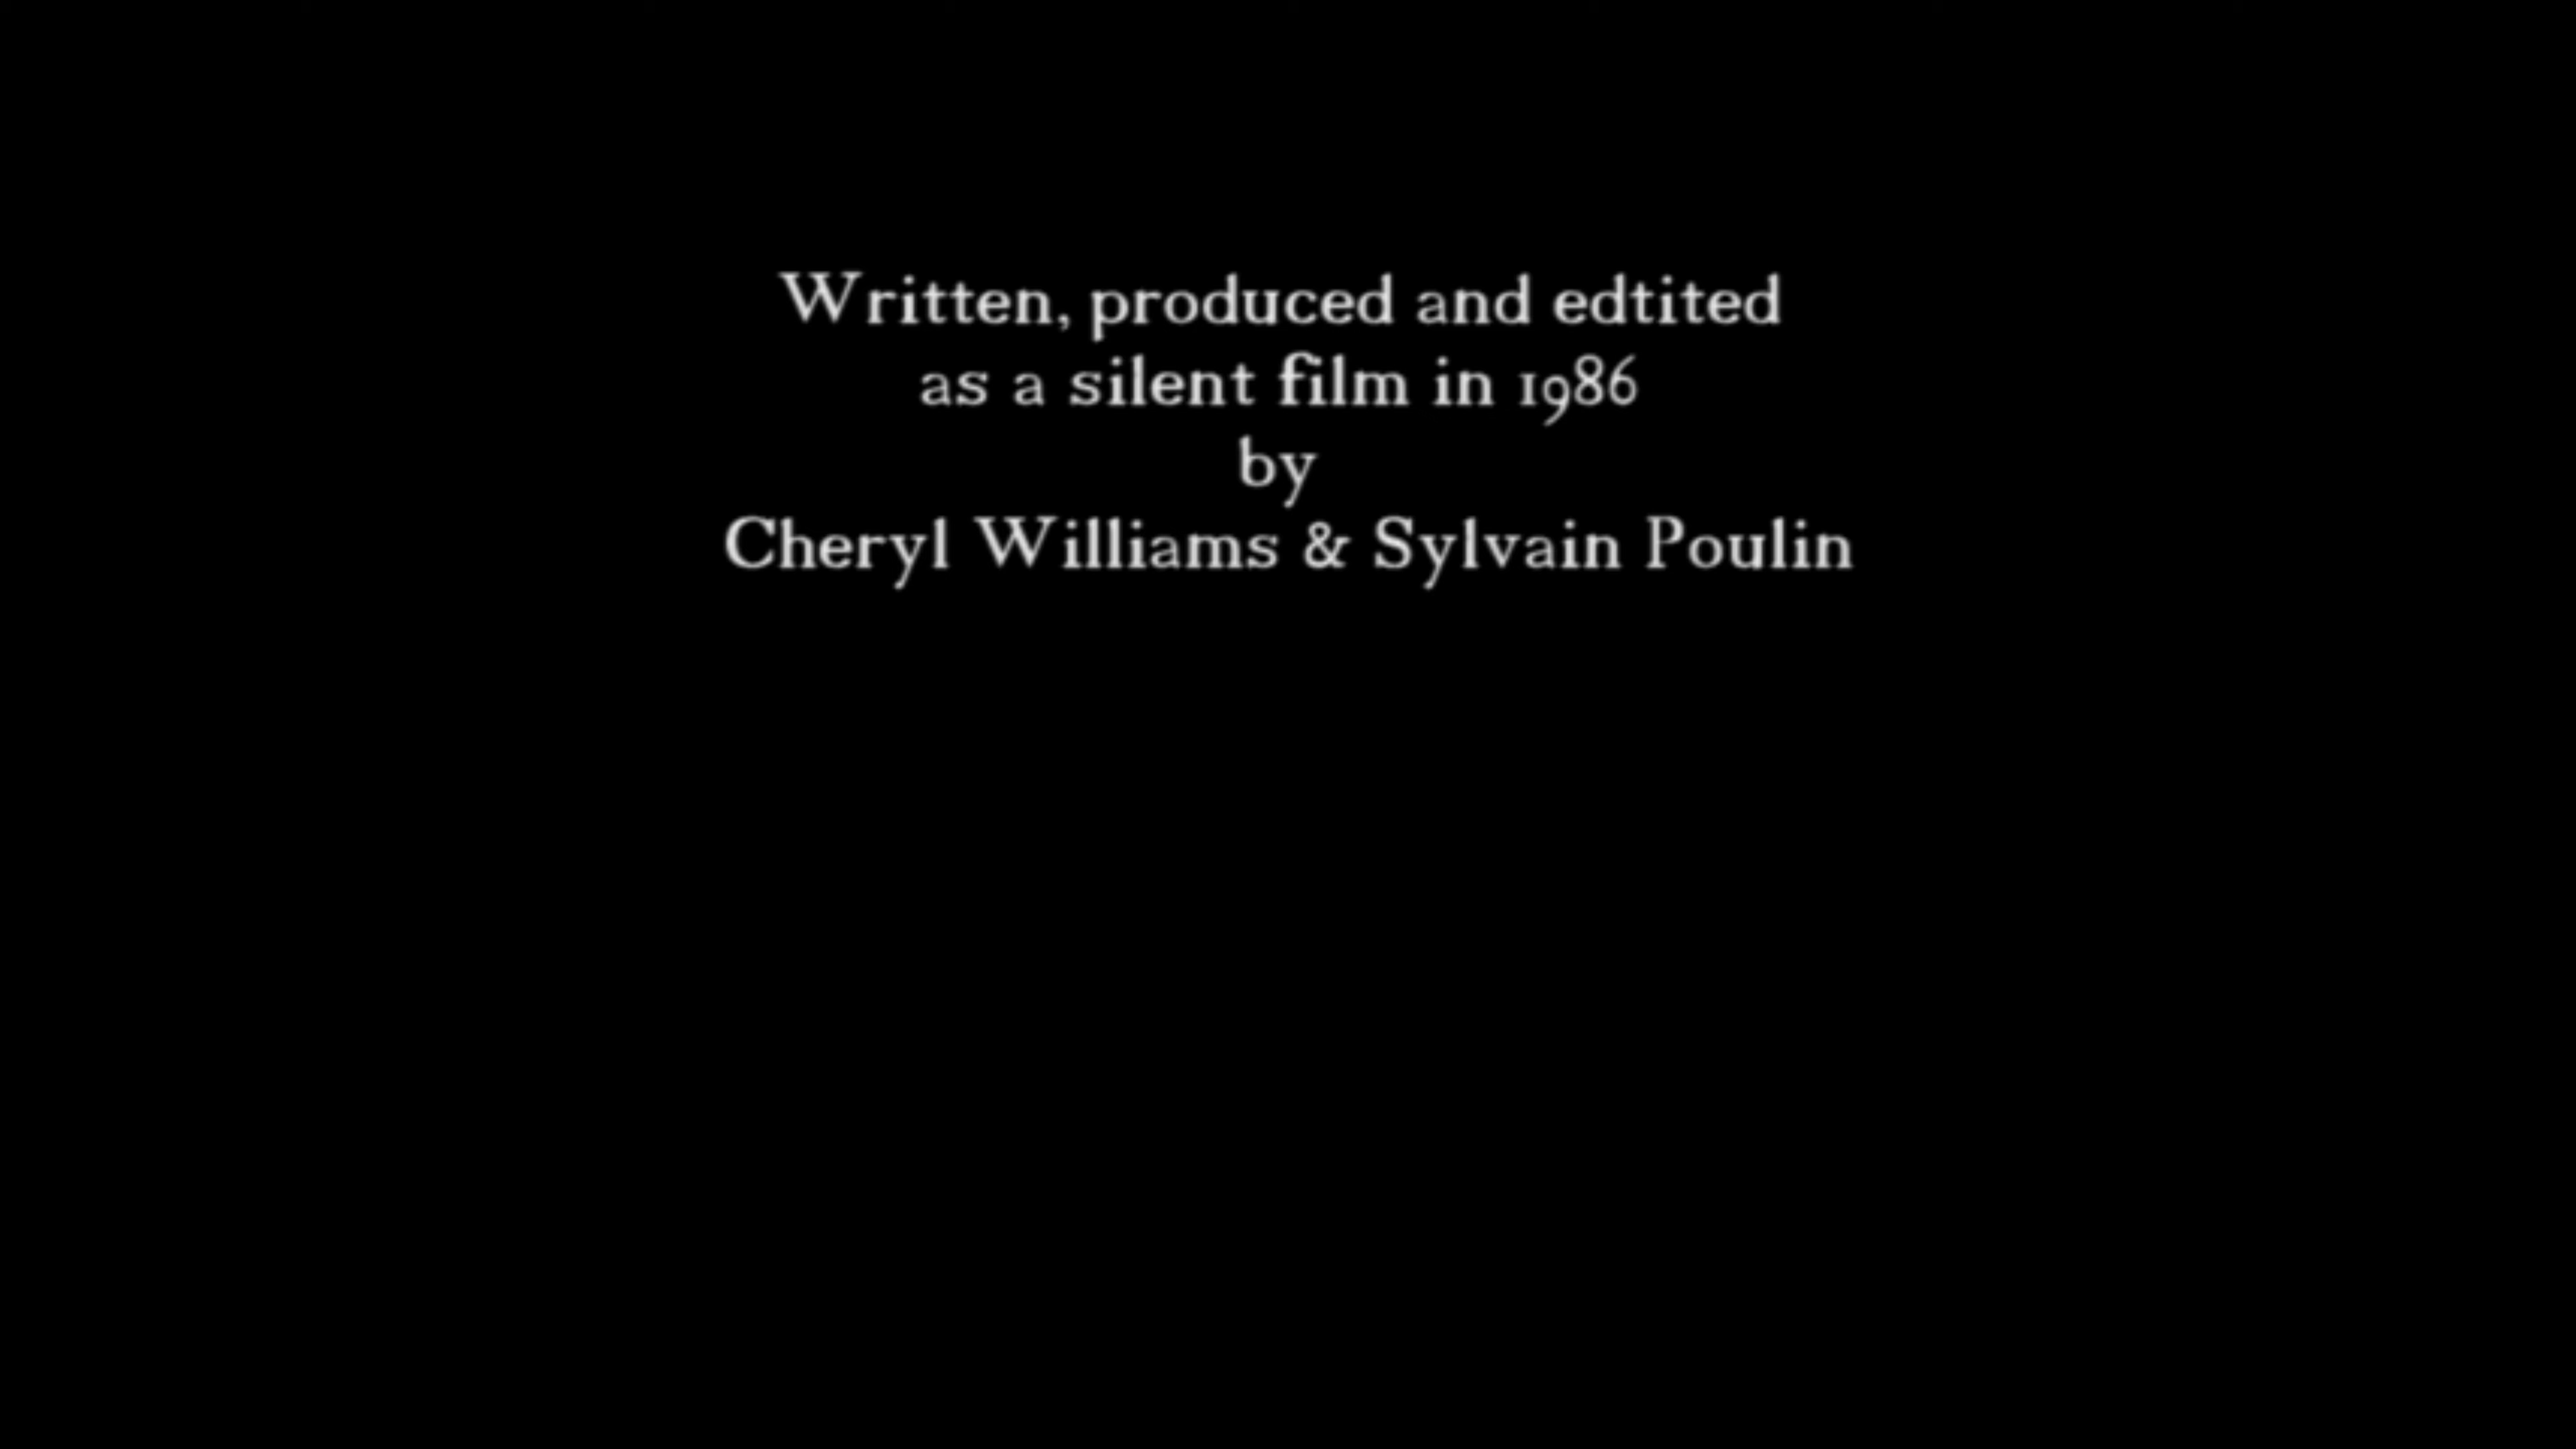 Written, produced and edtited
as a silent film in 1986
by
Cheryl Williams & Sylvain Poulin